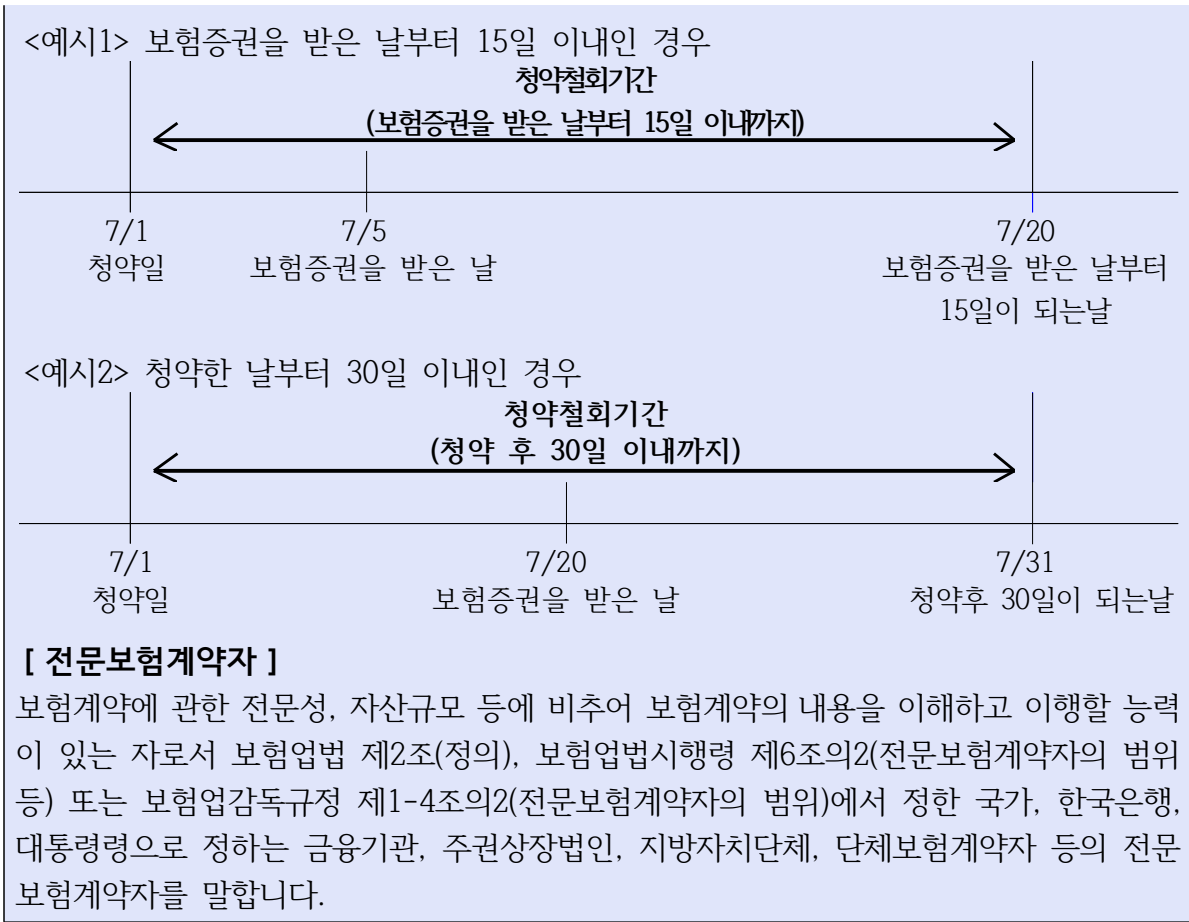 <예시1> 보험증권을 받은 날부터 15일 이내인 경우
청약철회기간
(보험증권을 받은 날부터 15일 이내까지)
7/1 7/5 7/20
청약일 보험증권을 받은 날 보험증권을 받은 날부터
15일이 되는날
<예시2> 청약한 날부터 30일 이내인 경우
청약철회기간
(청약 후 30일 이내까지)
7/1 7/20 7/31
청약일 보험증권을 받은 날 청약후 30일이 되는날
[ 전문보험계약자 ]
보험계약에 관한 전문성, 자산규모 등에 비추어 보험계약의 내용을 이해하고 이행할 능력
이 있는 자로서 보험업법 제2조(정의), 보험업법시행령 제6조의2(전문보험계약자의 범위
등) 또는 보험업감독규정 제1-4조의2(전문보험계약자의 범위)에서 정한 국가, 한국은행,
대통령령으로 정하는 금융기관, 주권상장법인, 지방자치단체, 단체보험계약자 등의 전문
보험계약자를 말합니다.